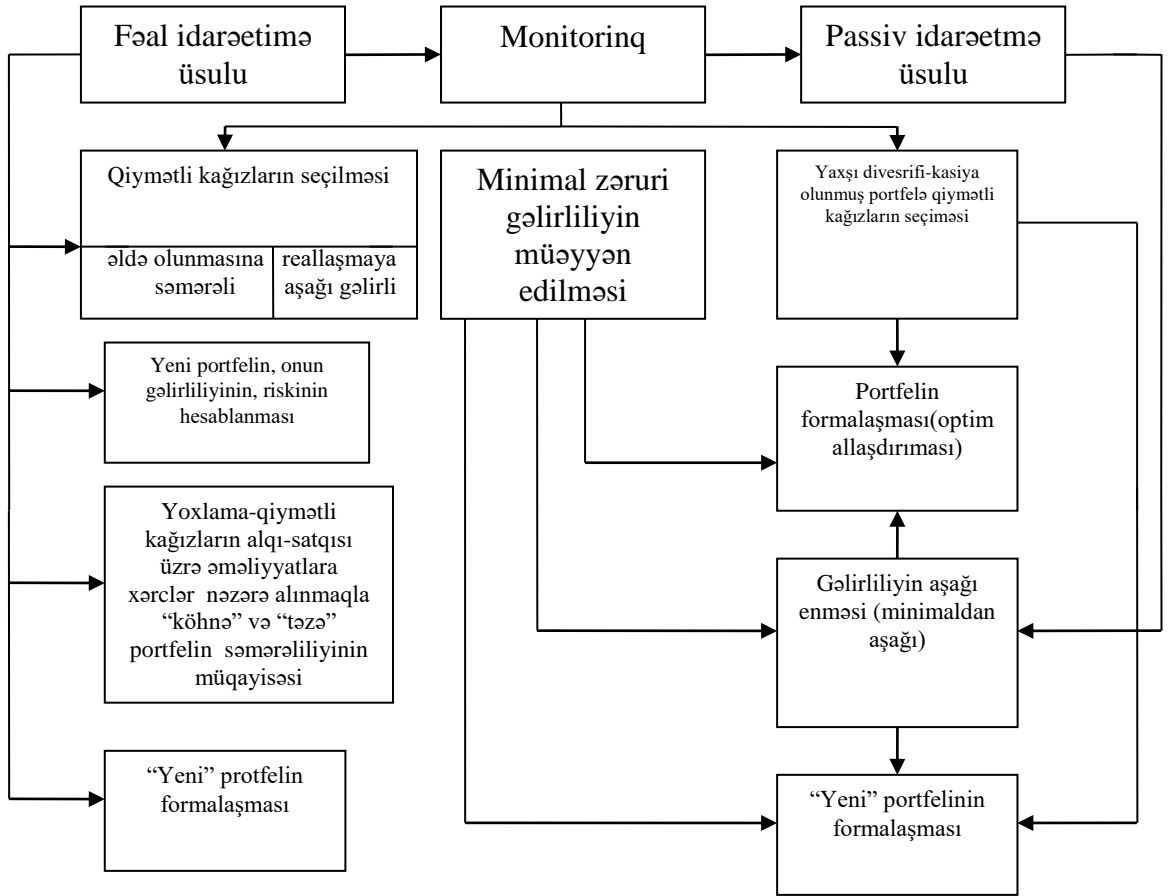 Fəal idarəetimə
üsulu
Monitorinq
Passiv idarəetmə
üsulu
Qiymətli kağızların seçilməsi
əldə olunmasına
səmərəli
reallaşmaya
aşağı gəlirli
Minimal zəruri
gəlirliliyin
müəyyən
edilməsi
Yaxşı divesrifi-kasiya
olunmuş portfelə qiymətli
kağızların seçiməsi
Yeni portfelin, onun
gəlirliliyinin, riskinin
hesablanması
Portfelin
formalaşması(optim
allaşdırıması)
Yoxlama-qiymətli
kağızların alqı-satqısı
üzrə əməliyyatlara
xərclər nəzərə alınmaqla
“köhnə” və “təzə”
portfelin səmərəliliyinin
müqayisəsi
Gəlirliliyin aşağı
enməsi (minimaldan
aşağı)
“Yeni” protfelin
formalaşması
“Yeni” portfelinin
formalaşması